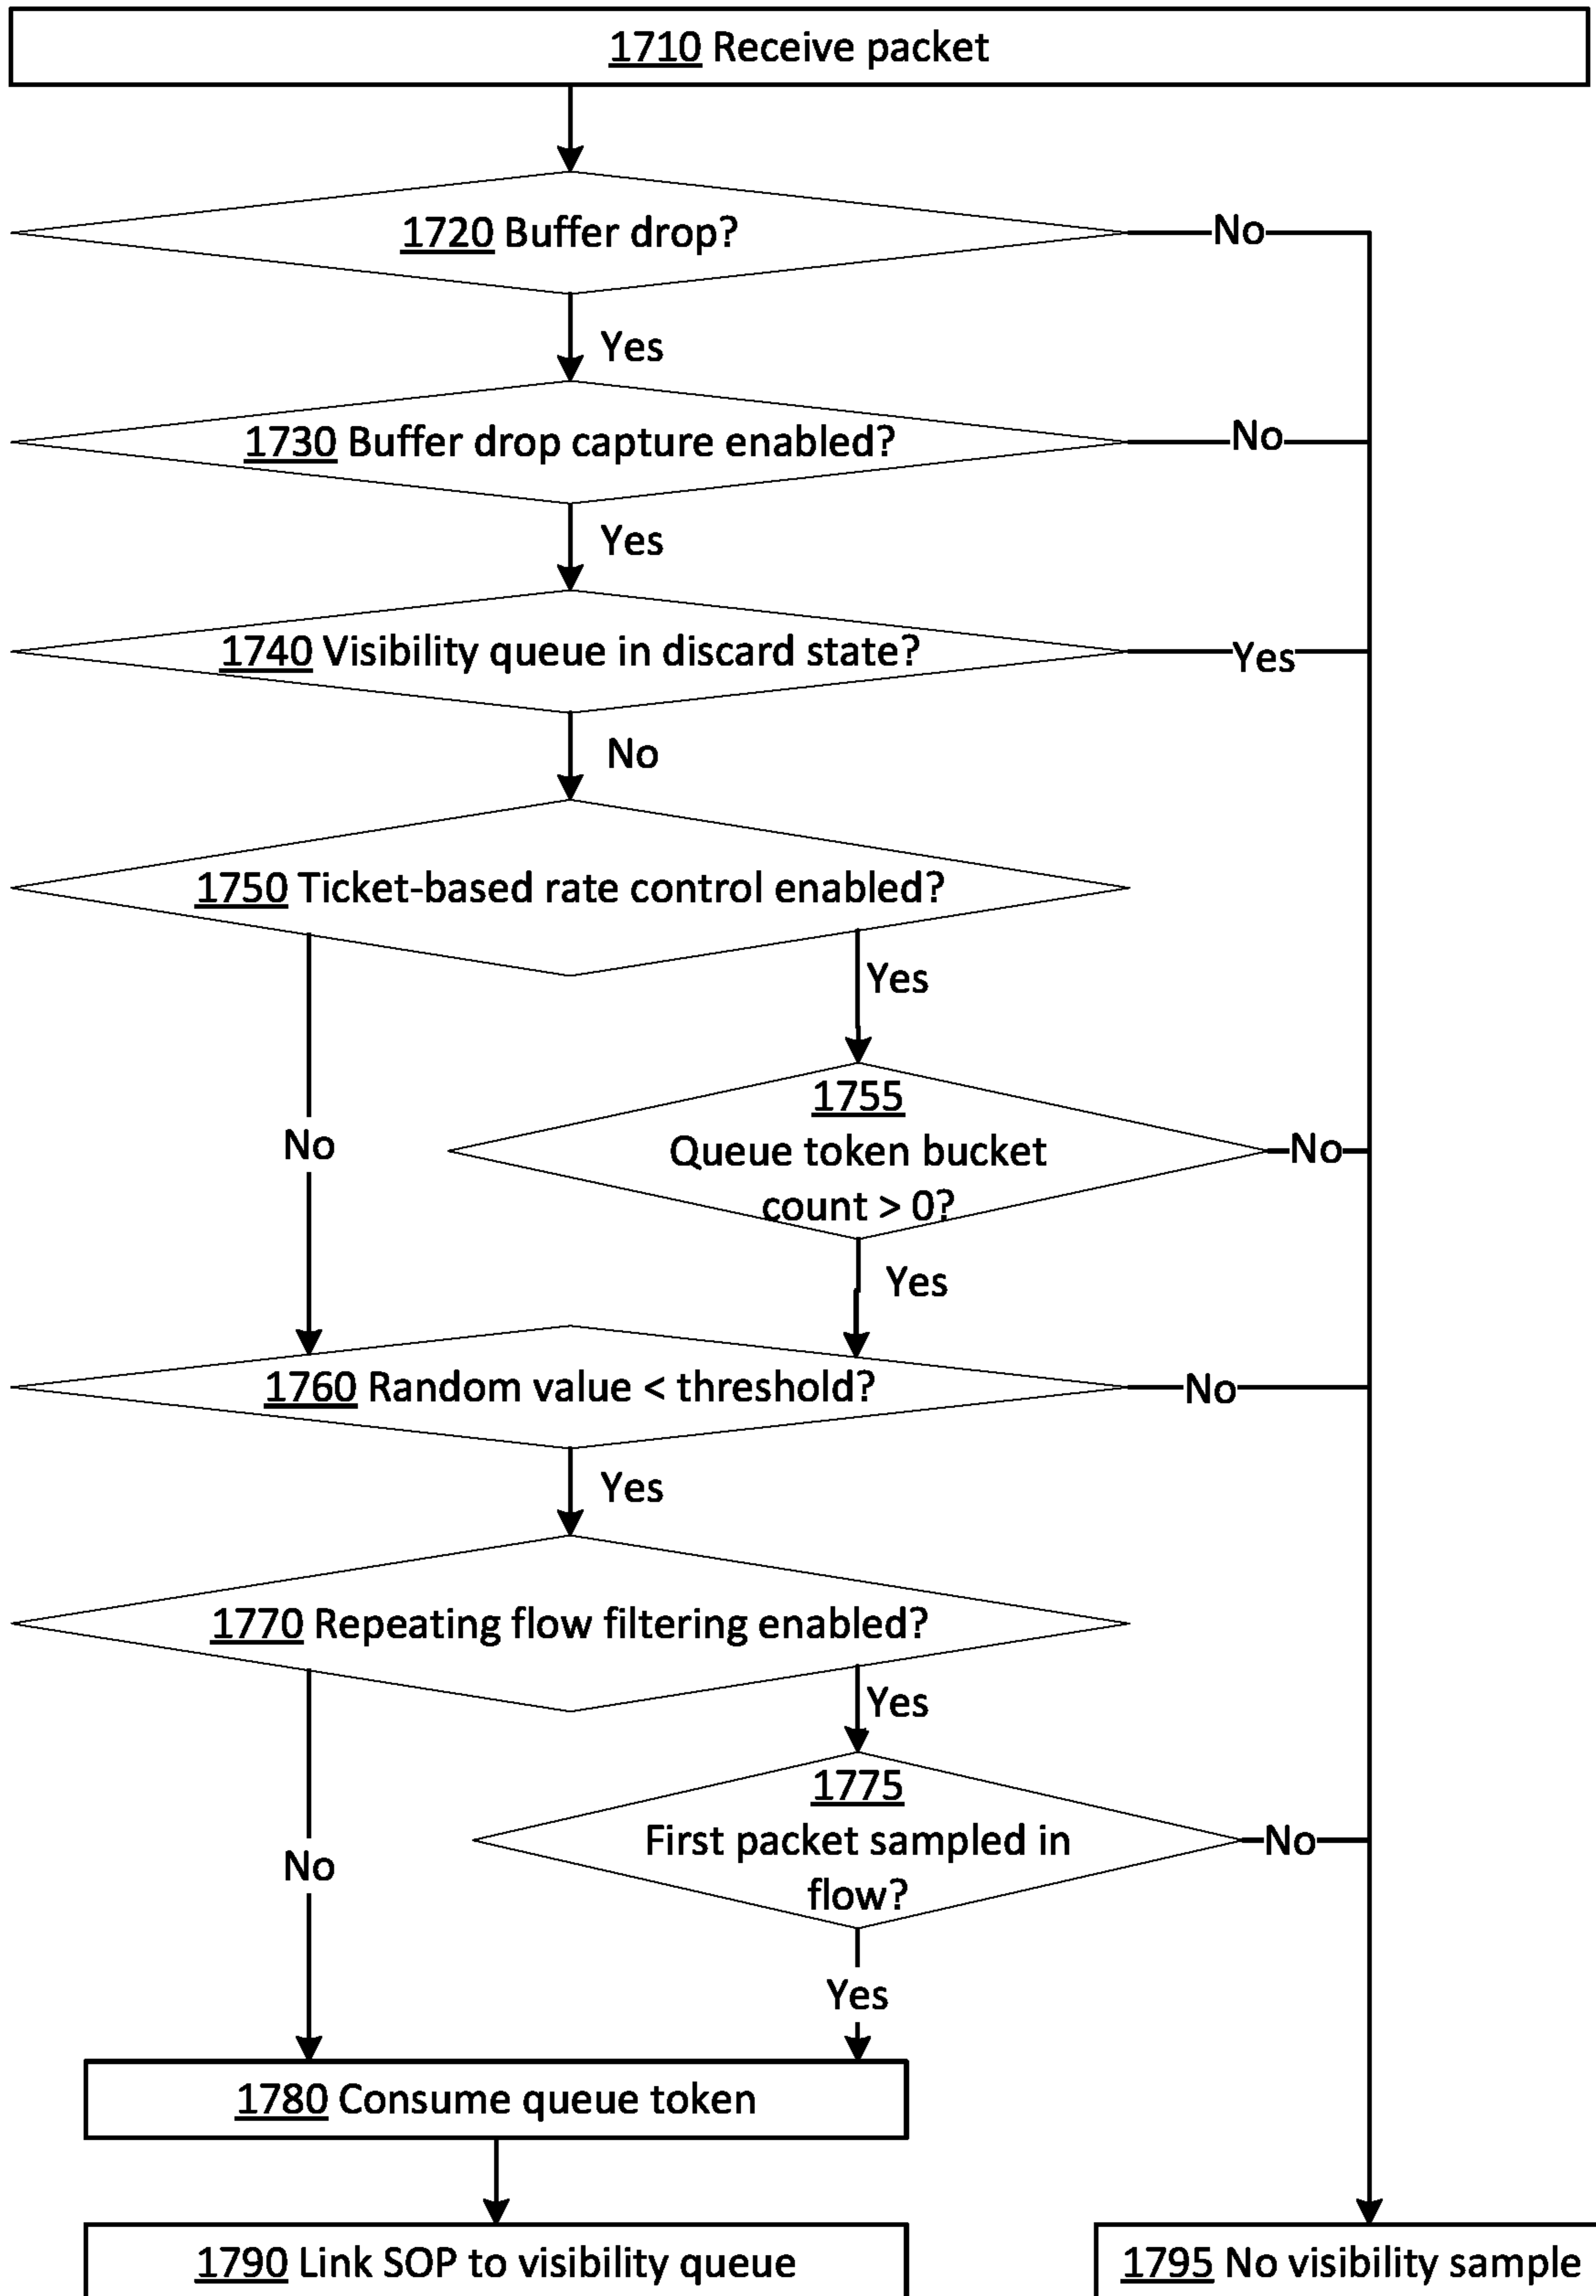 1710 Receive packet
1720 Buffer drop?
No
Yes
1730 Buffer drop capture enabled?
No
Yes
1740 Visibility queue in discard state?
Yes
No
1750 Ticket-based rate control enabled?
Yes
1755
No
Queue token bucket
No
count > 0?
Yes
1760 Random value < threshold?
No
Yes
1770 Repeating flow filtering enabled?
Yes
1775
First packet sampled in
No
No
flow?
Yes
1780 Consume queue token
1790 Link SOP to visibility queue
1795 No visibility sample